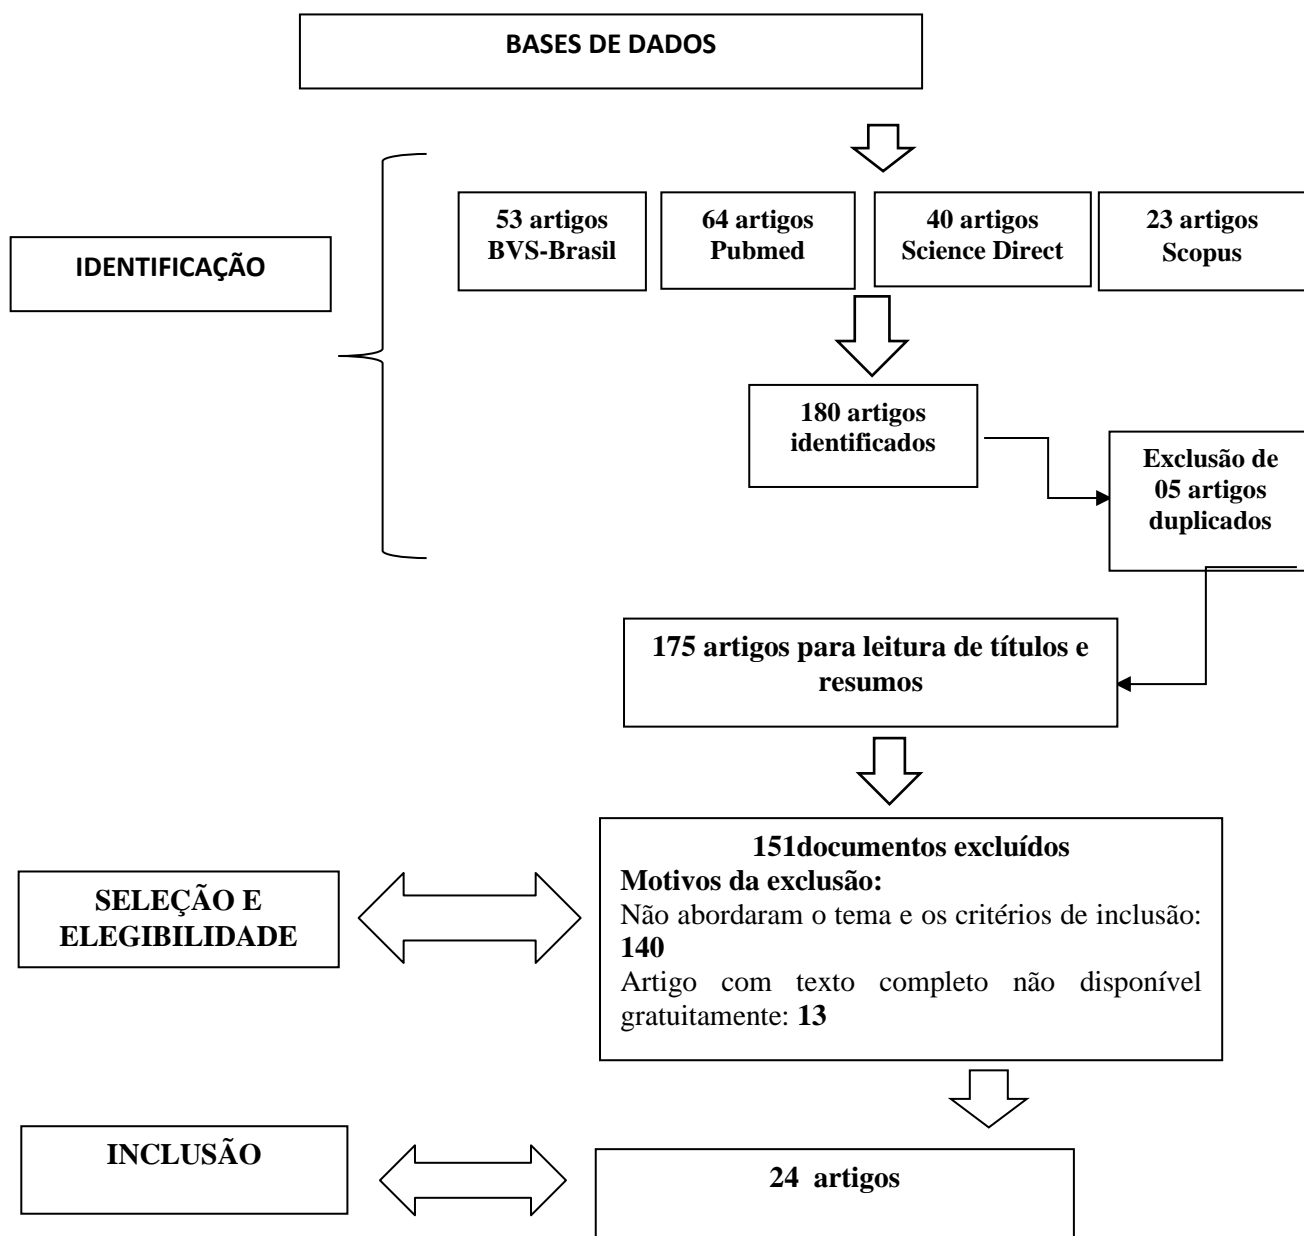 BASES DE DADOS
IDENTIFICAÇÃO
53 artigos
BVS-Brasil
64 artigos
Pubmed
40 artigos
Science Direct
23 artigos
Scopus
180 artigos
identificados
Exclusão de
05 artigos
duplicados
175 artigos para leitura de títulos e
resumos
SELEÇÃO E
ELEGIBILIDADE
151documentos excluídos
Motivos da exclusão:
Não abordaram o tema e os critérios de inclusão:
140
Artigo com texto completo não disponível
gratuitamente: 13
INCLUSÃO
24 artigos